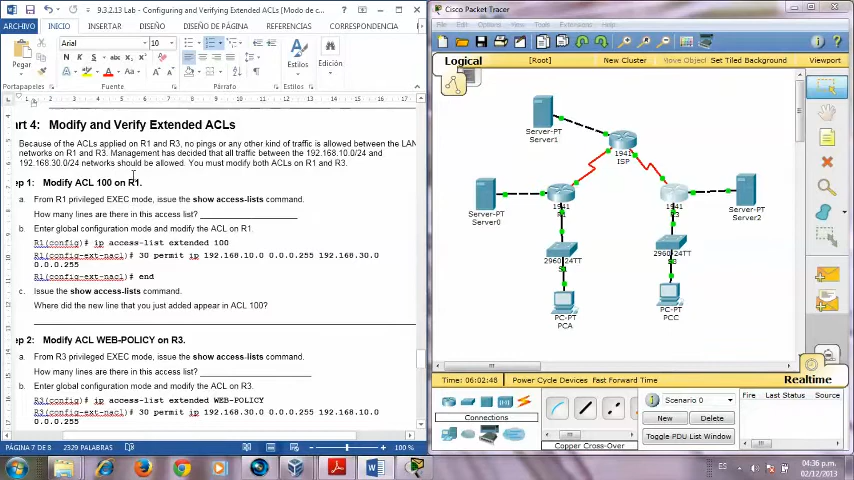 9.3.2.13 Lab - Configuring and Verifying Extended ACLs [Modo de c...
ARCHIVO INICIO INSERTAR DISEÑO DISEÑO DE PÁGINA REFERENCIAS CORRESPONDENCIA
Pegar
Arial 10
Estilos
Edición
Portapapeles
Fuente
Párrafo
Estilos
art 4: Modify and Verify Extended ACLs
Because of the ACLs applied on R1 and R3, no pings or any other kind of traffic is allowed between the LAN
networks on R1 and R3. Management has decided that all traffic between the 192.168.10.0/24 and
192.168.30.0/24 networks should be allowed. You must modify both ACLs on R1 and R3.
ep 1: Modify ACL 100 on R1.
a. From R1 privileged EXEC mode, issue the show access-lists command.
How many lines are there in this access list?
b. Enter global configuration mode and modify the ACL on R1.
R1(config)# ip access-list extended 100
R1(config-ext-nacl)# 30 permit ip 192.168.10.0 0.0.0.255 192.168.30.0
0.0.0.255
R1(config-ext-nacl)# end
c. Issue the show access-lists command.
Where did the new line that you just added appear in ACL 100?
ep 2: Modify ACL WEB-POLICY on R3.
a. From R3 privileged EXEC mode, issue the show access-lists command.
How many lines are there in this access list?
b. Enter global configuration mode and modify the ACL on R3.
R3(config)# ip access-list extended WEB-POLICY
R3(config-ext-nacl)# 30 permit ip 192.168.30.0 0.0.0.255 192.168.10.0
0.0.0.255
PÁGINA 7 DE 8 2329 PALABRAS 100 %
Cisco Packet Tracer
File Edit Options View Tools Extensions Help
Logical [Root] New Cluster Move Object Set Tiled Background Viewport
Server-PT
Server1
1941
ISP
Server-PT
Server0
1941
R1
1941
Server-PT
Server2
2960-24TT
S1
2960-24TT
S3
PC-PT
PCA
PC-PT
PCC
Time: 06:02:46 Power Cycle Devices Fast Forward Time Realtime
Connections
Copper Cross-Over
Scenario 0
New Delete
Toggle PDU List Window
Fire Last Status Source
ES
04:36 p.m.
02/12/2013